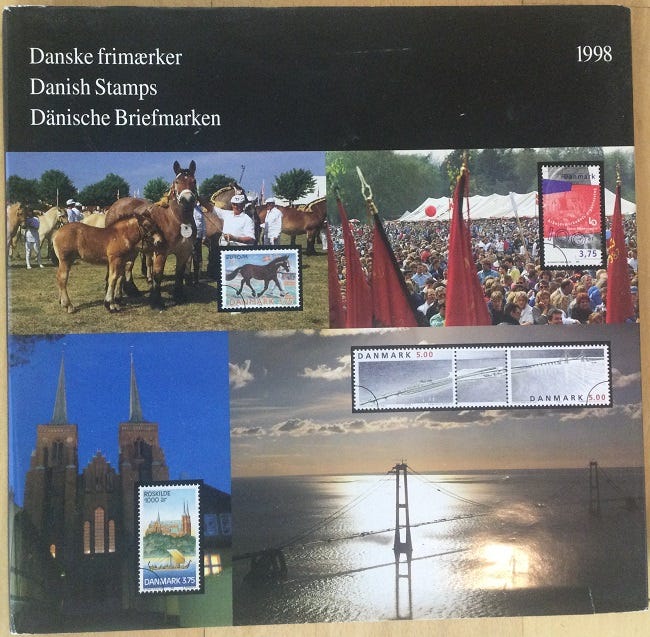 Danske frimærker
1998
Danish Stamps
Dänische Briefmarken
EUROPA
DANMARK
Danmark
3,75
DANMARK 5.00
DANMARK 5.00
ROSKILDE
1000 år
DANMARK 3.75